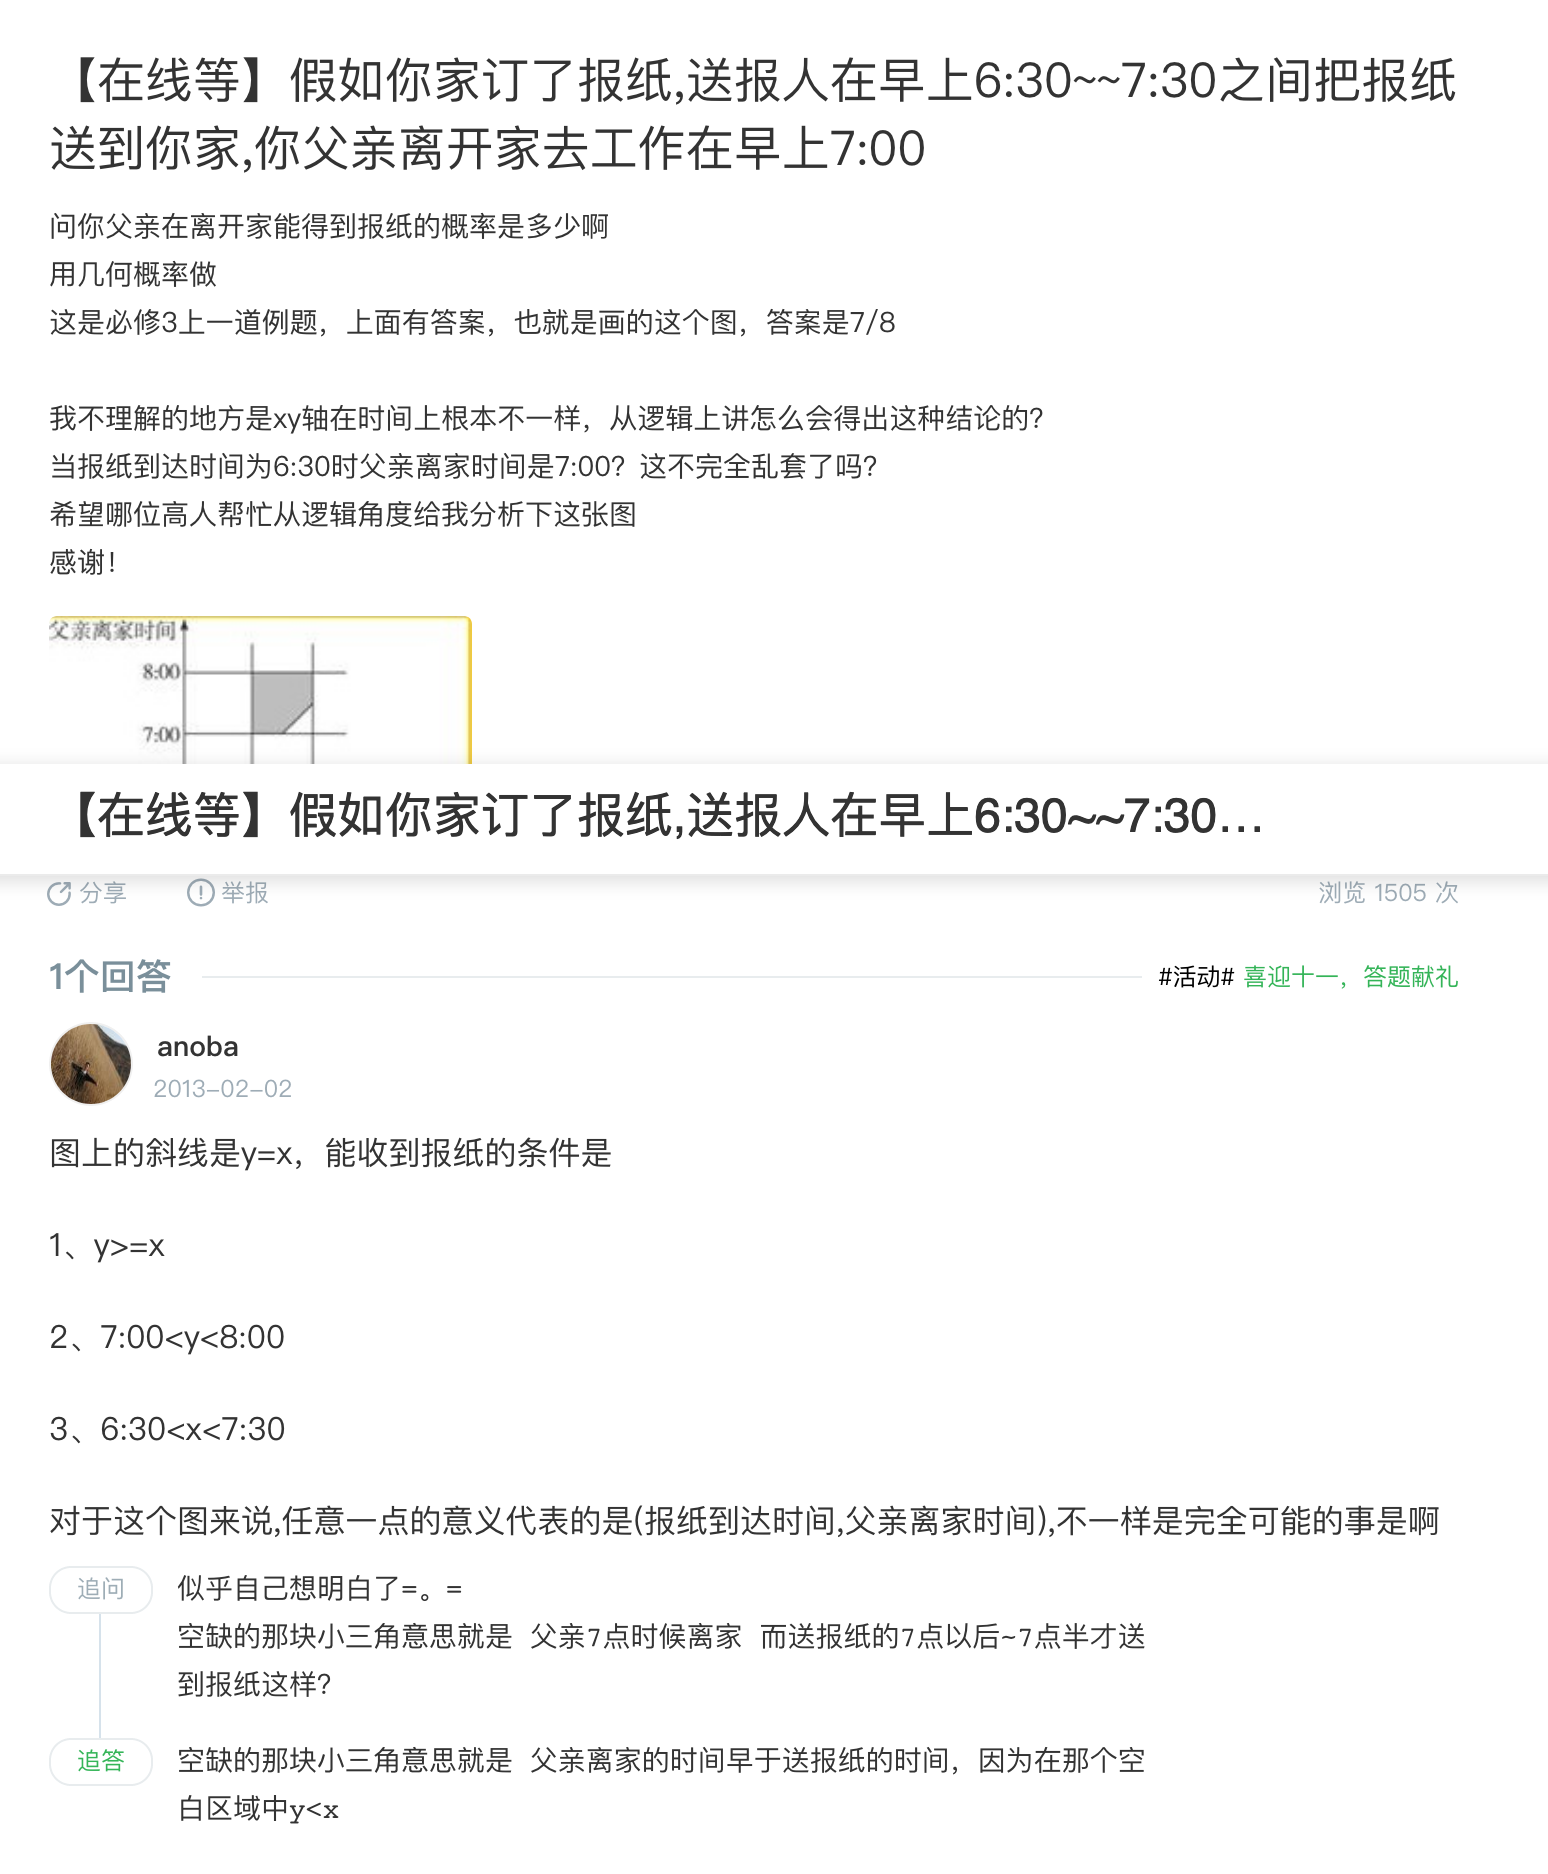 【在线等】假如你家订了报纸,送报人在早上6:30~~7:30之间把报纸
送到你家,你父亲离开家去工作在早上7:00
问你父亲在离开家能得到报纸的概率是多少啊
用几何概率做
这是必修3上一道例题，上面有答案，也就是画的这个图，答案是7/8
我不理解的地方是xy轴在时间上根本不一样，从逻辑上讲怎么会得出这种结论的?
当报纸到达时间为6:30时父亲离家时间是7:00？这不完全乱套了吗?
希望哪位高人帮忙从逻辑角度给我分析下这张图
感谢!
父亲离家时间
8:00
7:00
【在线等】假如你家订了报纸,送报人在早上6:30~~7:30...
分享 举报 浏览 1505 次
1个回答 #活动# 喜迎十一，答题献礼
anoba
2013-02-02
图上的斜线是y=x，能收到报纸的条件是
1、y>=x
2、7:00<y<8:00
3、6:30<x<7:30
对于这个图来说,任意一点的意义代表的是(报纸到达时间,父亲离家时间),不一样是完全可能的事是啊
追问 似乎自己想明白了=。=
空缺的那块小三角意思就是 父亲7点时候离家 而送报纸的7点以后~7点半才送
到报纸这样?
追答 空缺的那块小三角意思就是 父亲离家的时间早于送报纸的时间，因为在那个空
白区域中y<x